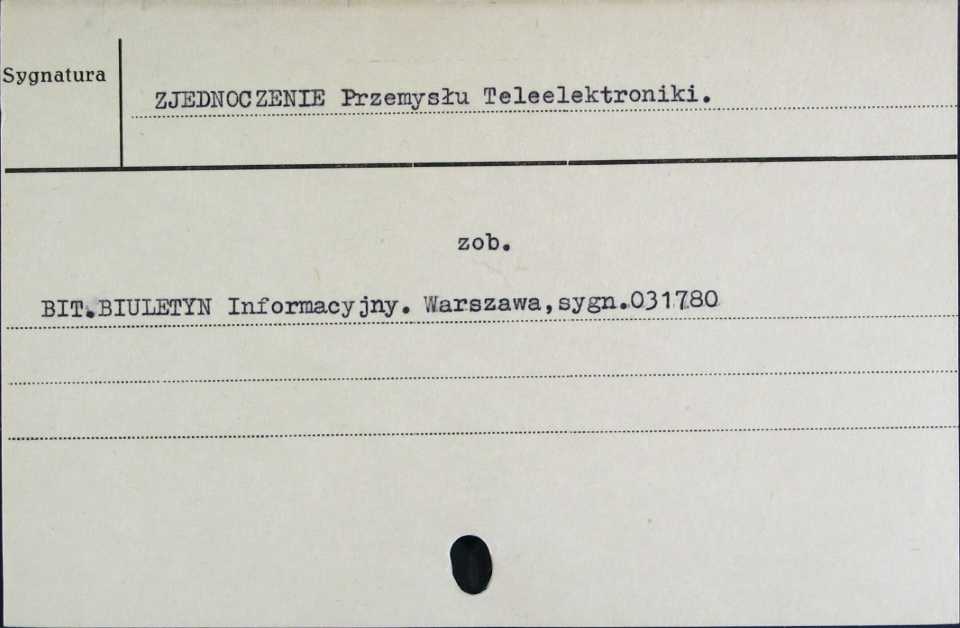 Sygnatura
ZJEDNOCZENIE Przemysłu Teleelektroniki.
zob.
BIT.BIULETYN Informacyjny. Warszawa,sygn.031780